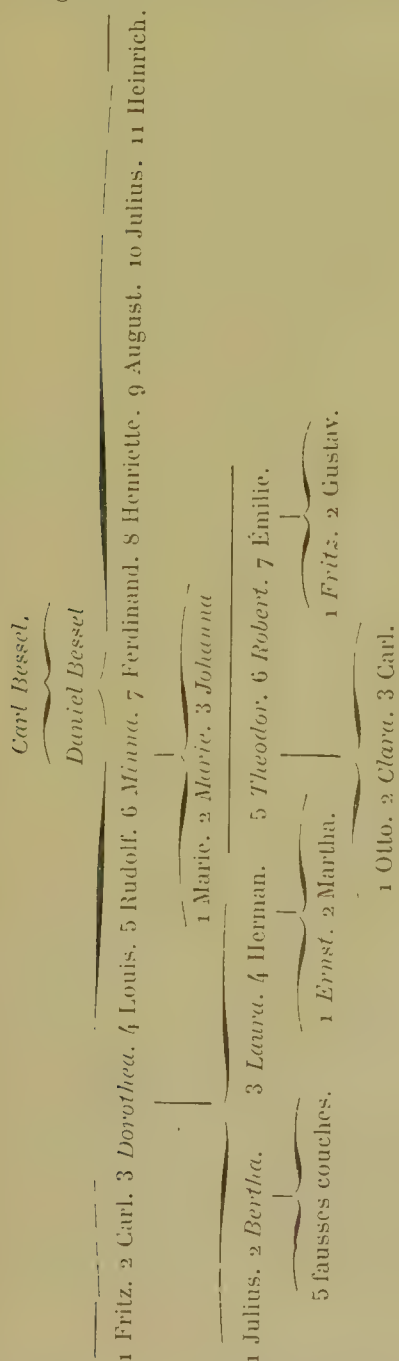 Carl Bessel.
Daniel Bessel
1 Fritz. 2 Carl. 3 Dorothea. 4 Louis. 5 Rudolf. 6 Minna. 7 Ferdinand. 8 Henriette. 9 August. 10 Julius. 11 Heinrich.
1 Marie. 2 Marie. 3 Johanna
1 Julius. 2 Bertha. 3 Laura. 4 Herman. 5 Theodor. 6 Robert. 7 Émilie.
5 fausses couches. 1 Ernst. 2 Martha. 1 Fritz. 2 Gustav.
1 Otto. 2 Clara. 3 Carl.